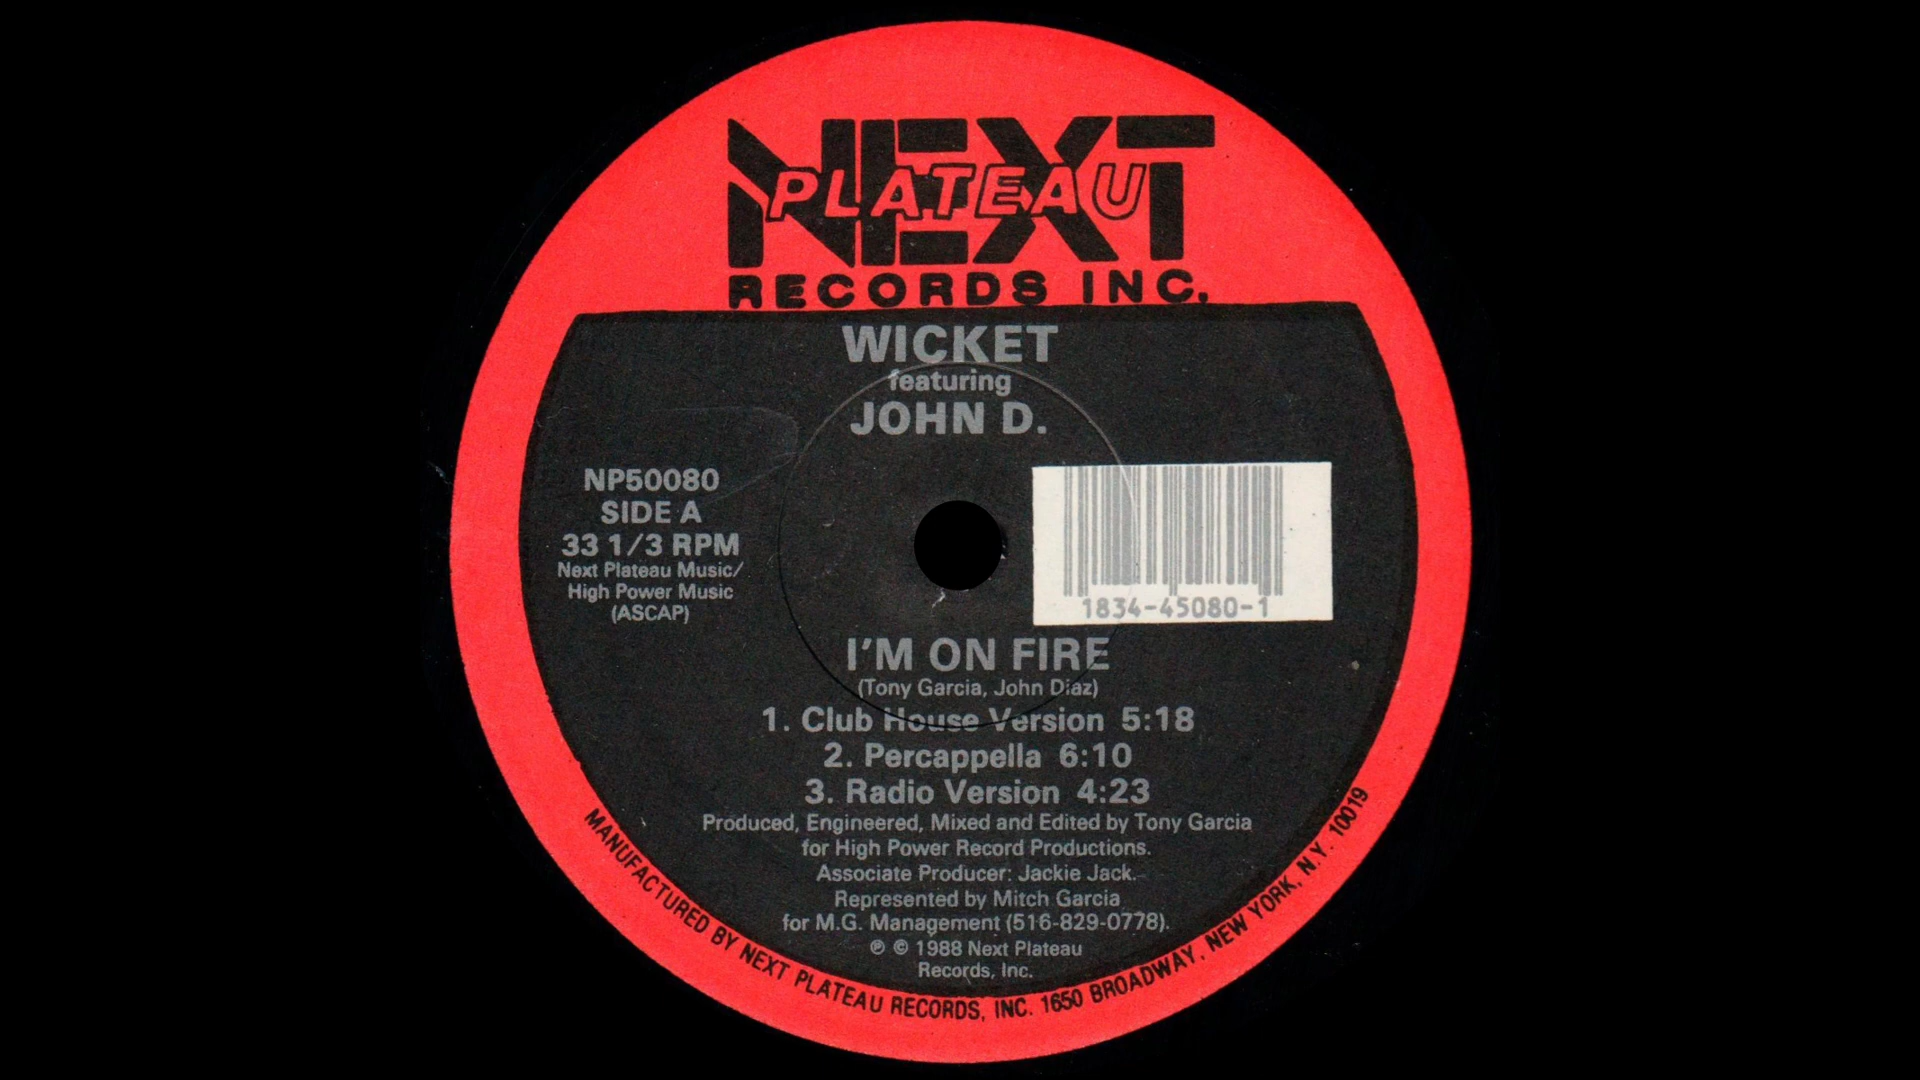 NEXT
PLATEAU
RECORDS INC.
WICKET
featuring
JOHN D.
NP50080
SIDE A
33 1/3 RPM
Next Plateau Music/
High Power Music
(ASCAP)
1834-45080-1
I'M ON FIRE
(Tony Garcia, John Diaz)
1. Club House Version 5:18
2. Percappella 6:10
3. Radio Version 4:23
Produced, Engineered, Mixed and Edited by Tony Garcia
for High Power Record Productions.
Associate Producer: Jackie Jack.
Represented by Mitch Garcia
for M.G. Management (516-829-0778).
℗ © 1988 Next Plateau
Records, Inc.
MANUFACTURED BY NEXT PLATEAU RECORDS, INC. 1650 BROADWAY, NEW YORK, N.Y. 10019